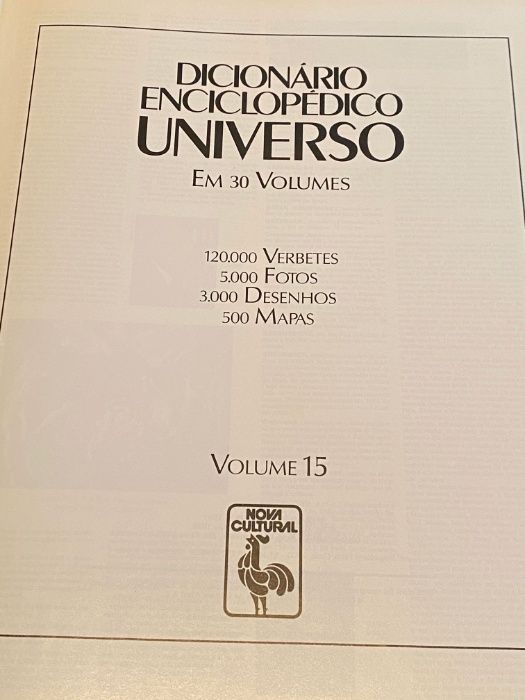 DICIONÁRIO
ENCICLOPÉDICO
UNIVERSO
EM 30 VOLUMES
120.000 VERBETES
5.000 FOTOS
3.000 DESENHOS
500 MAPAS
VOLUME 15
NOVA
CULTURAL